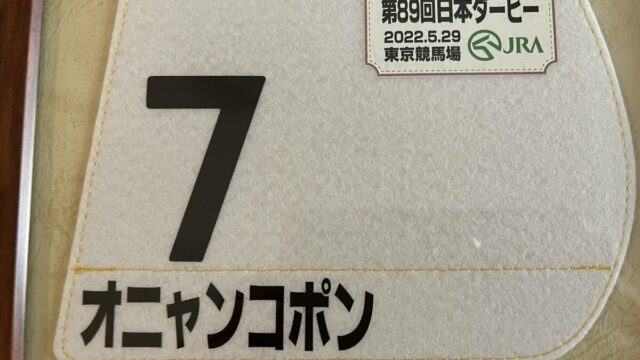 第89回日本ダービー
2022.5.29
東京競馬場
JRA
7
オニャンコポン